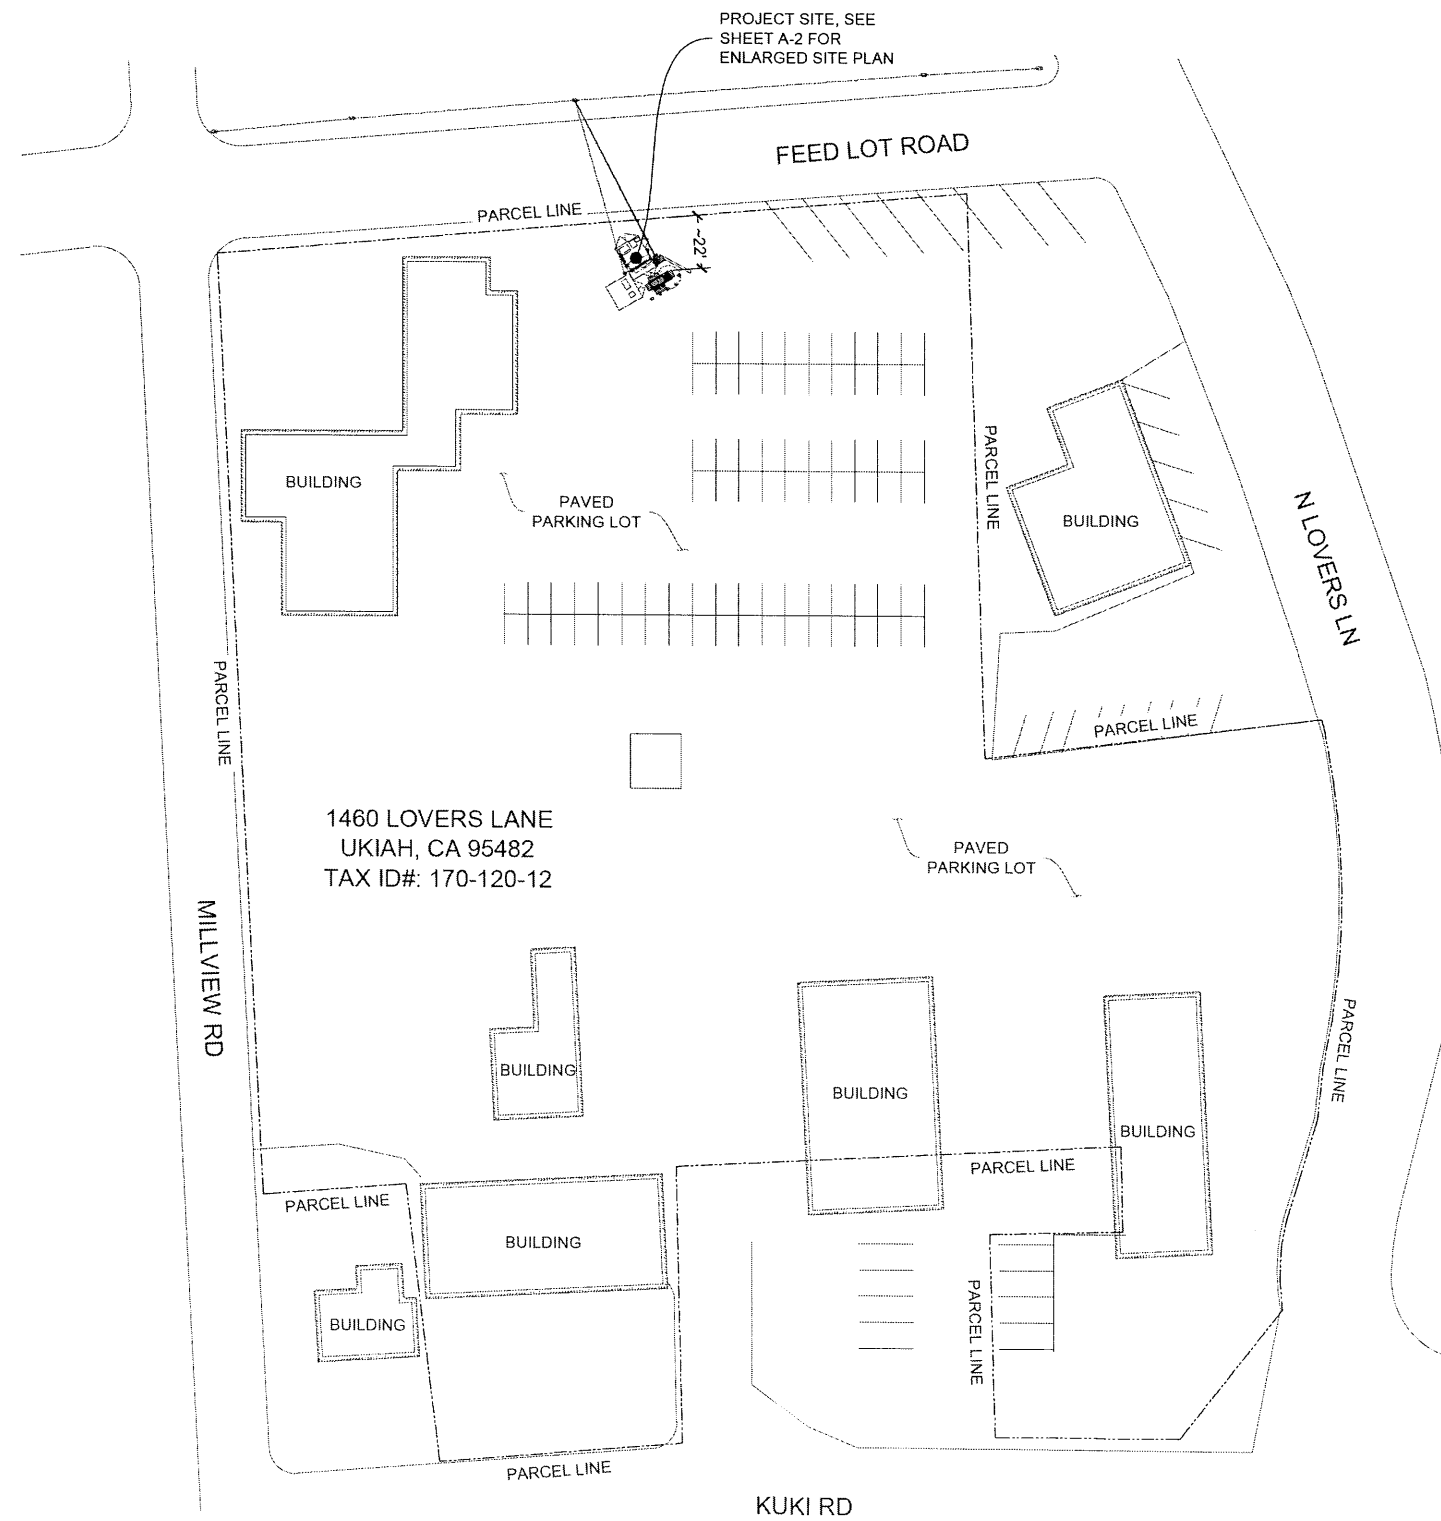 PROJECT SITE, SEE
SHEET A-2 FOR
ENLARGED SITE PLAN
FEED LOT ROAD
PARCEL LINE
~22'
BUILDING
PAVED
PARKING LOT
PARCEL LINE
BUILDING
N LOVERS LN
PARCEL LINE
PARCEL LINE
1460 LOVERS LANE
UKIAH, CA 95482
TAX ID#: 170-120-12
PAVED
PARKING LOT
MILLVIEW RD
PARCEL LINE
BUILDING
BUILDING
BUILDING
PARCEL LINE
PARCEL LINE
BUILDING
BUILDING
PARCEL LINE
PARCEL LINE
KUKI RD